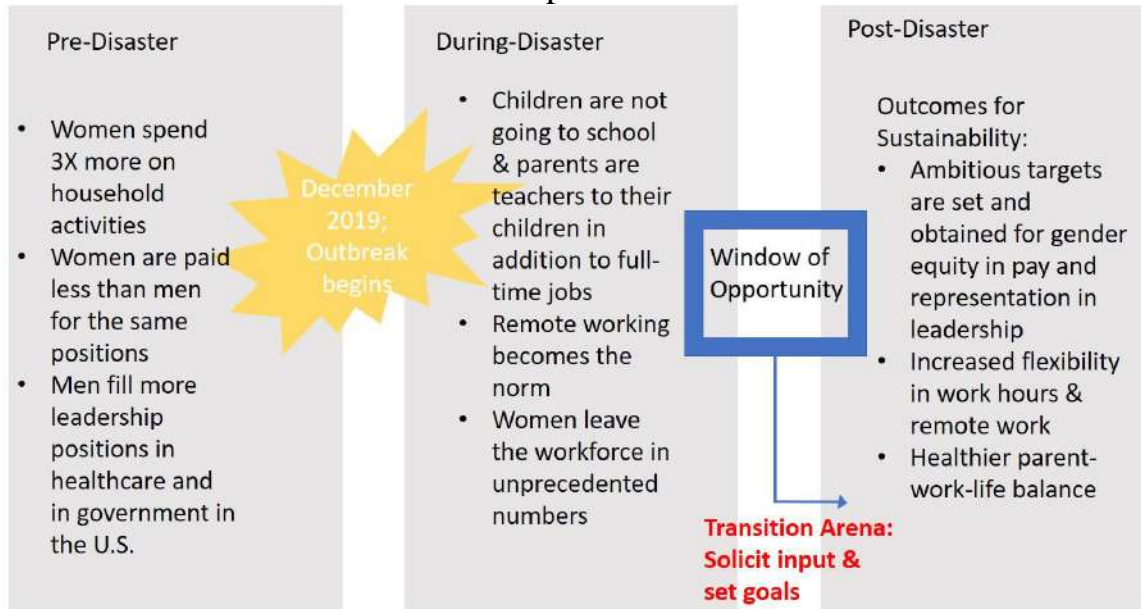 Pre-Disaster
• Women spend
3X more on
household
activities
• Women are paid
less than men
for the same
positions
• Men fill more
leadership
positions in
healthcare and
in government in
the U.S.
December
2019;
Outbreak
begins
During-Disaster
• Children are not
going to school
& parents are
teachers to their
children in
addition to full-
time jobs
• Remote working
becomes the
norm
• Women leave
the workforce in
unprecedented
numbers
Window of
Opportunity
Transition Arena:
Solicit input &
set goals
Post-Disaster
Outcomes for
Sustainability:
• Ambitious targets
are set and
obtained for gender
equity in pay and
representation in
leadership
• Increased flexibility
in work hours &
remote work
• Healthier parent-
work-life balance